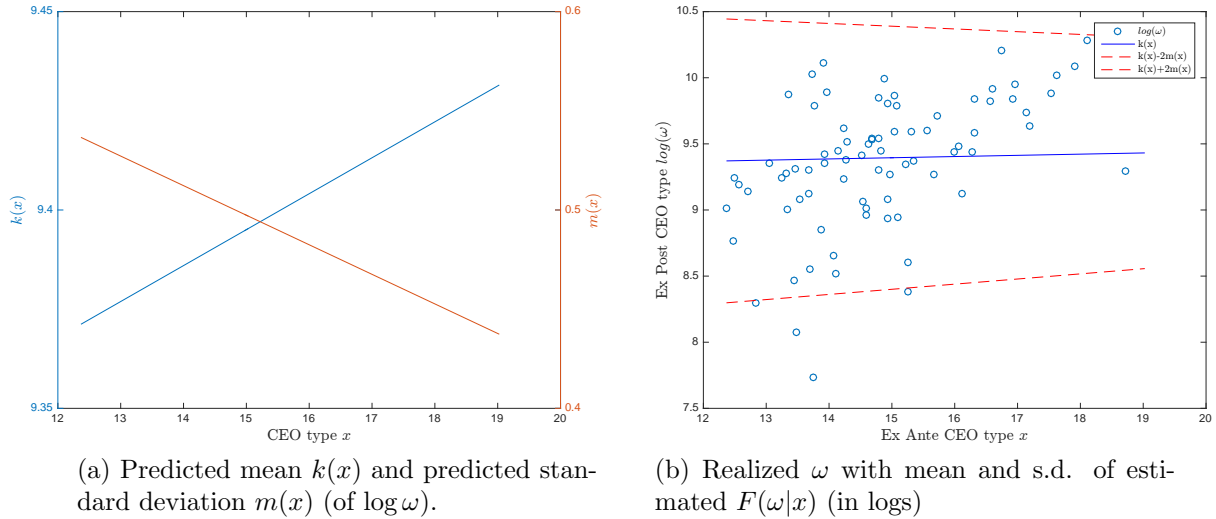 9.45
9.4
9.35
k(x)
0.6
0.5
0.4
m(x)
12 13 14 15 16 17 18 19 20
CEO type x
10.5
10
9.5
9
8.5
8
7.5
Ex Post CEO type log(ω)
log(ω)
k(x)
k(x)-2m(x)
k(x)+2m(x)
12 13 14 15 16 17 18 19 20
Ex Ante CEO type x
(a) Predicted mean k(x) and predicted stan-
dard deviation m(x) (of log ω).
(b) Realized ω with mean and s.d. of esti-
mated F(ω|x) (in logs)